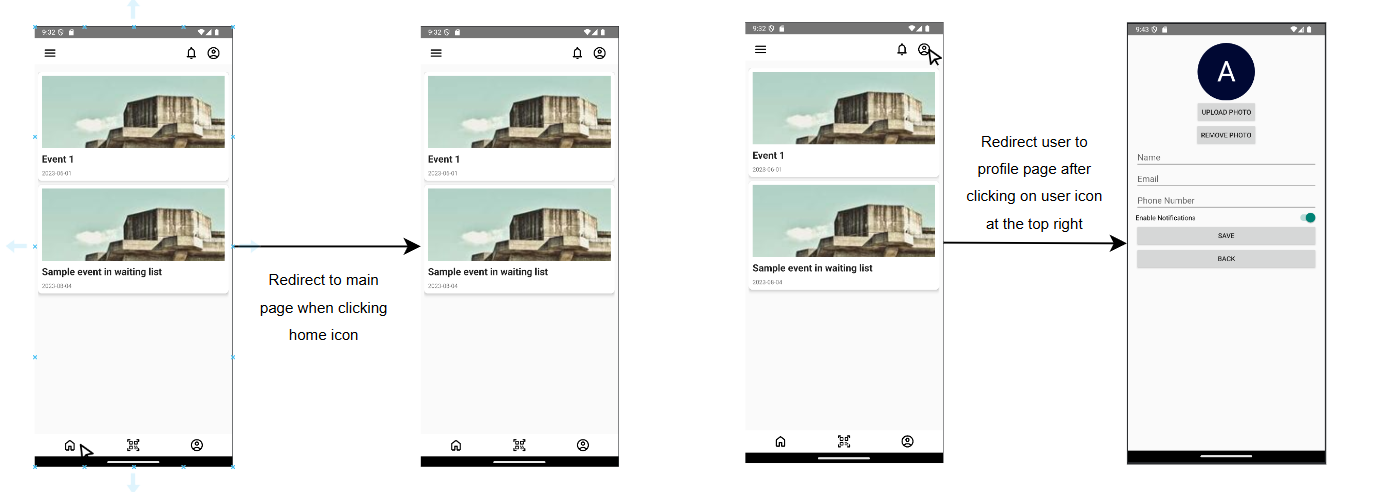 9:32
Event 1
2023-06-01
Sample event in waiting list
2023-08-04
Redirect to main
page when clicking
home icon
9:32
Event 1
2023-06-01
Sample event in waiting list
2023-08-04
9:32
Event 1
2023-06-01
Sample event in waiting list
2023-08-04
Redirect user to
profile page after
clicking on user icon
at the top right
9:43
A
UPLOAD PHOTO
REMOVE PHOTO
Name
Email
Phone Number
Enable Notifications
SAVE
BACK